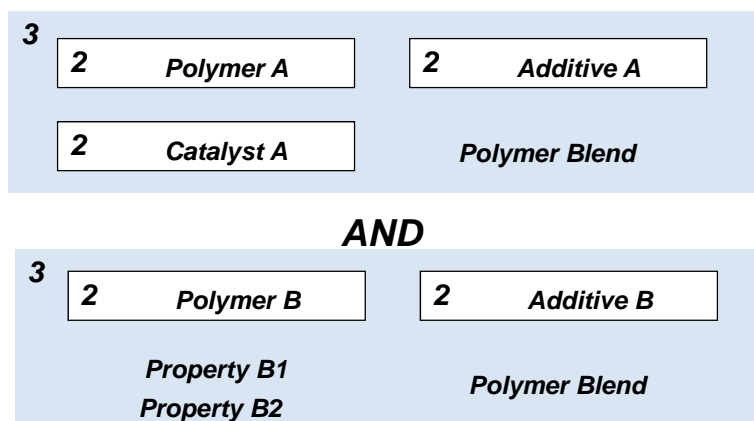 3
2 Polymer A
2 Additive A
2 Catalyst A
Polymer Blend
AND
3
2 Polymer B
2 Additive B
Property B1
Property B2
Polymer Blend